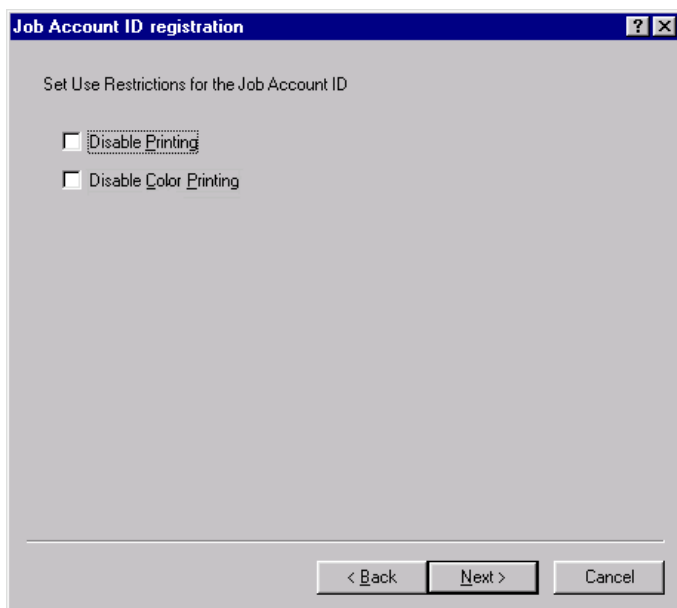 Job Account ID registration
Set Use Restrictions for the Job Account ID
Disable Printing
Disable Color Printing
< Back Next > Cancel